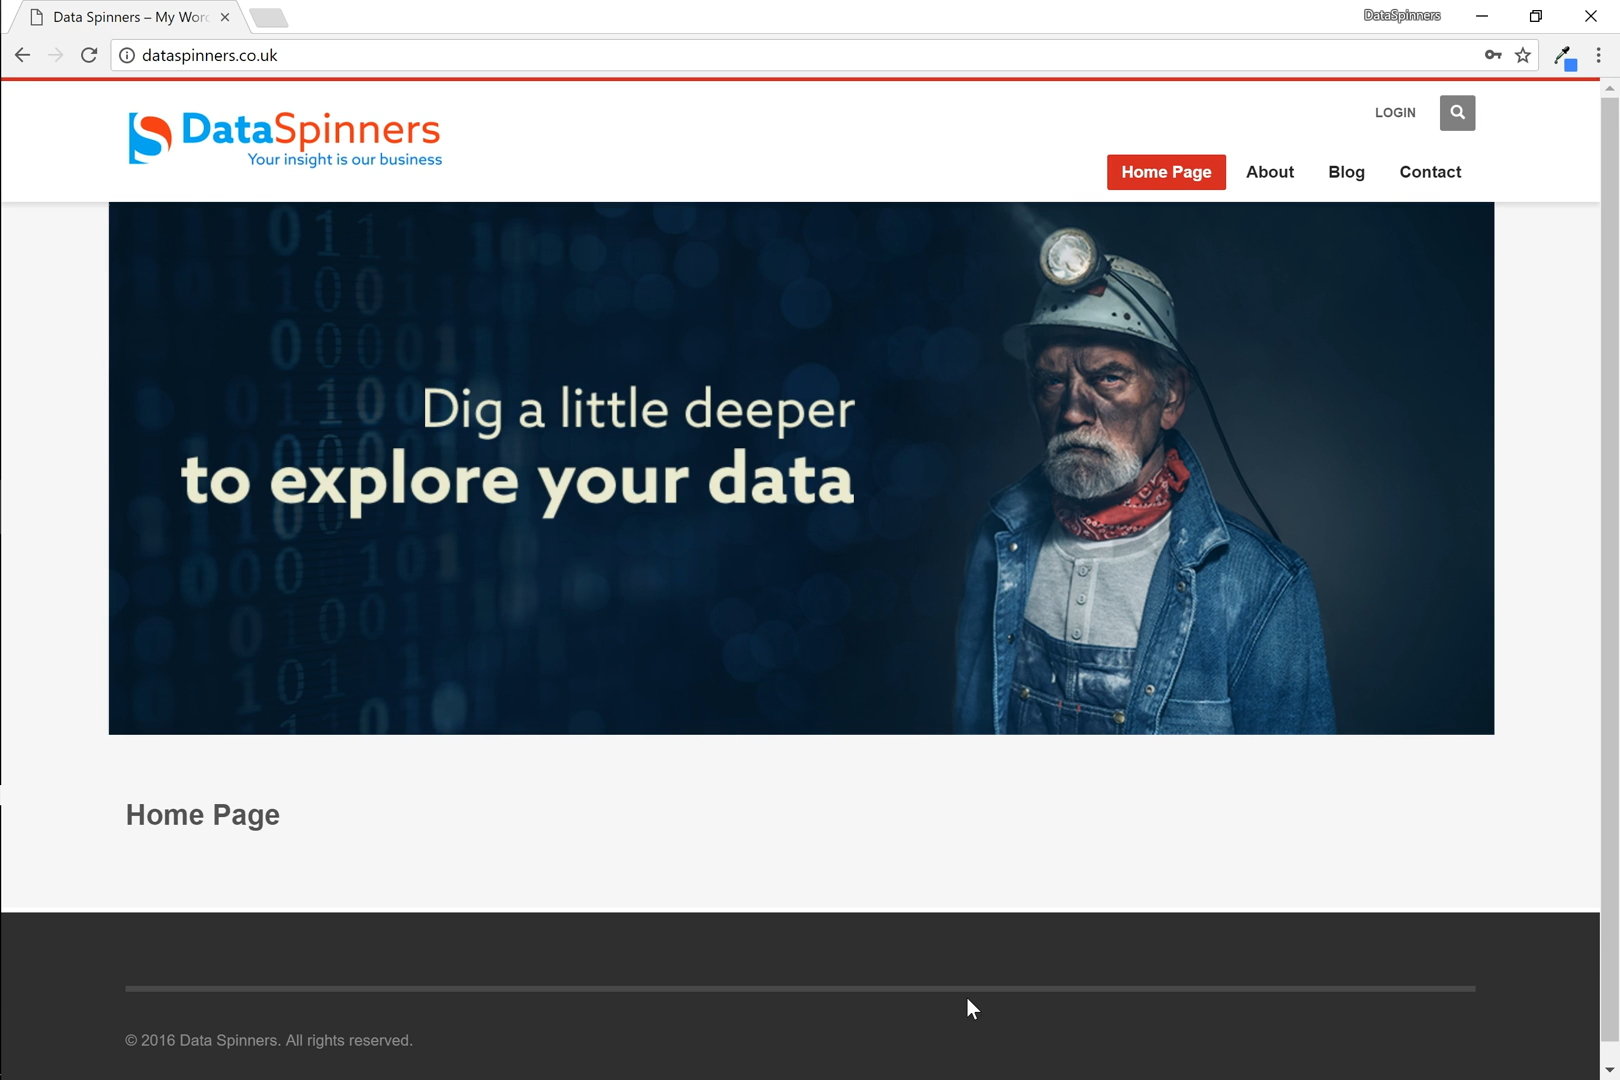 Data Spinners – My Wor
DataSpinners
dataspinners.co.uk
LOGIN
DataSpinners
Your insight is our business
Home Page About Blog Contact
Dig a little deeper
to explore your data
Home Page
© 2016 Data Spinners. All rights reserved.